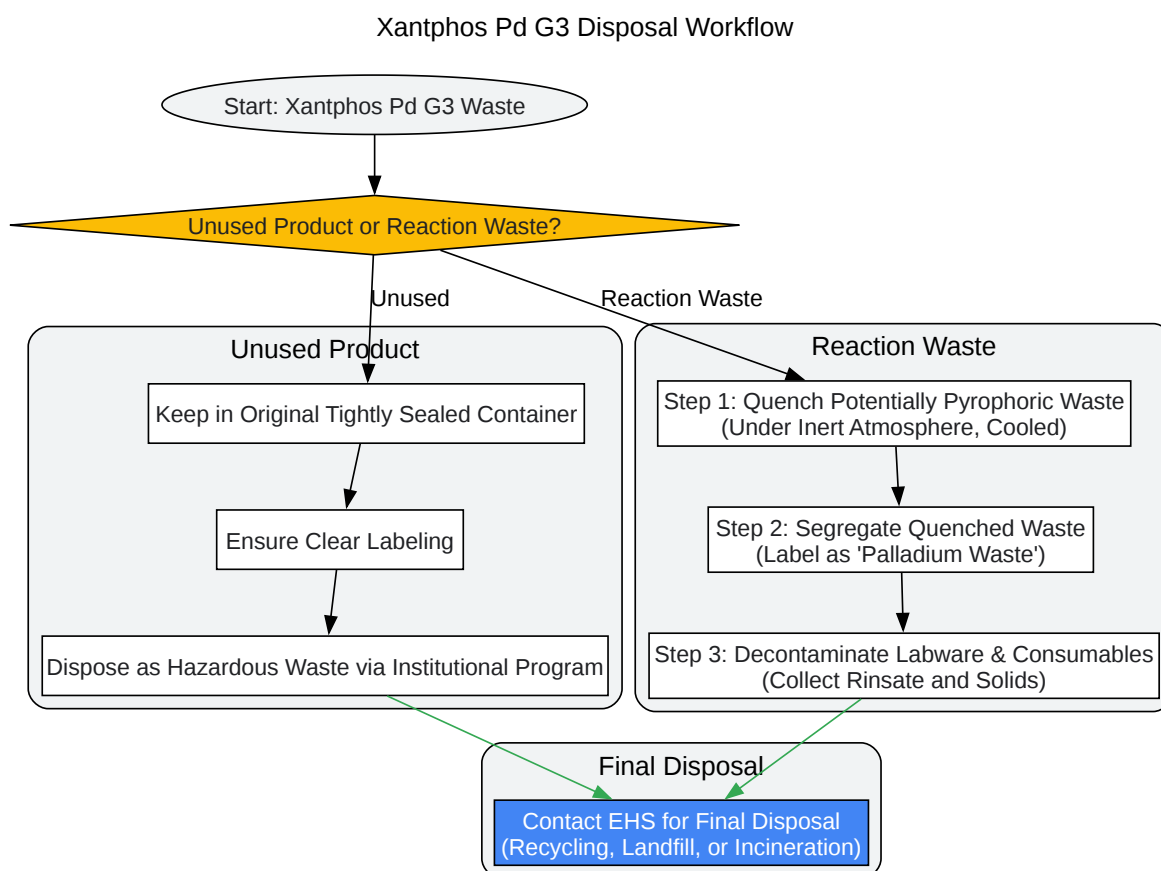 Xantphos Pd G3 Disposal Workflow
Start: Xantphos Pd G3 Waste
Unused Product or Reaction Waste?
Unused
Reaction Waste
Unused Product
Keep in Original Tightly Sealed Container
Ensure Clear Labeling
Dispose as Hazardous Waste via Institutional Program
Reaction Waste
Step 1: Quench Potentially Pyrophoric Waste
(Under Inert Atmosphere, Cooled)
Step 2: Segregate Quenched Waste
(Label as 'Palladium Waste')
Step 3: Decontaminate Labware & Consumables
(Collect Rinsate and Solids)
Final Disposal
Contact EHS for Final Disposal
(Recycling, Landfill, or Incineration)